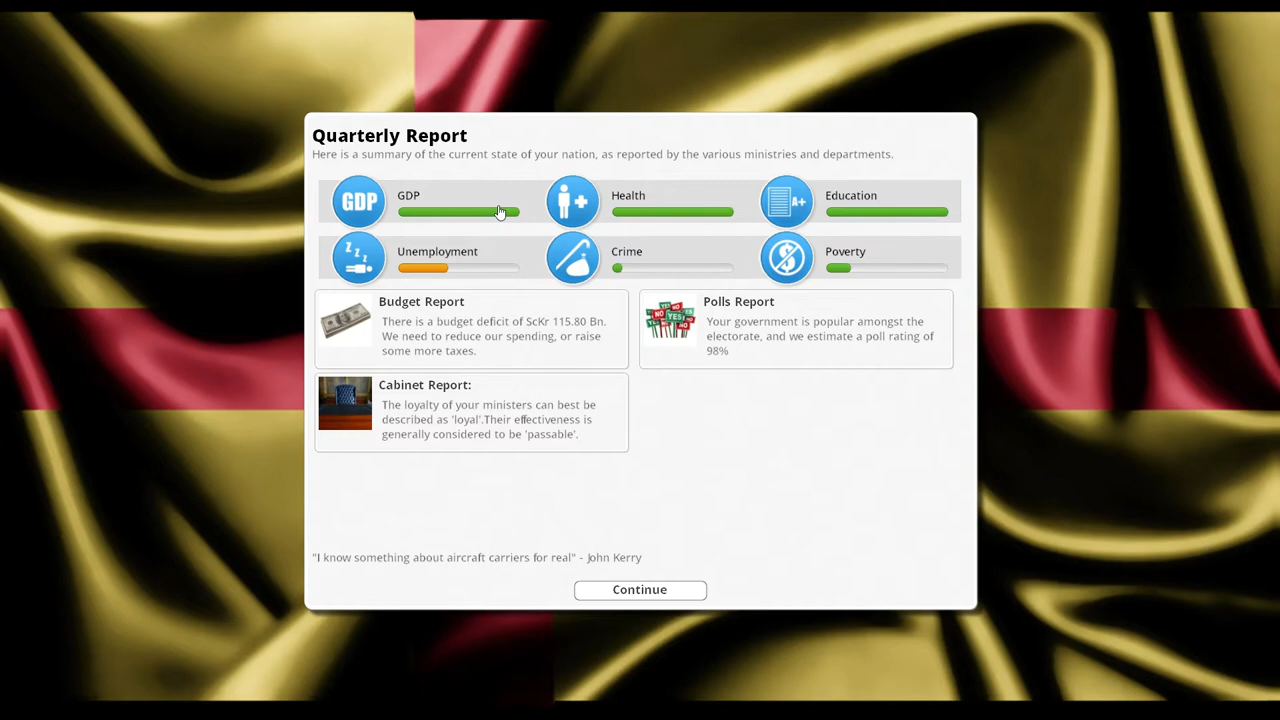 Quarterly Report
Here is a summary of the current state of your nation, as reported by the various ministries and departments.
GDP
GDP
Health
A+
Education
z z z
Unemployment
Crime
$
Poverty
Budget Report
There is a budget deficit of ScKr 115.80 Bn.
We need to reduce our spending, or raise
some more taxes.
YES
NO
YES
NO
Polls Report
Your government is popular amongst the
electorate, and we estimate a poll rating of
98%
Cabinet Report:
The loyalty of your ministers can best be
described as 'loyal'.Their effectiveness is
generally considered to be 'passable'.
"I know something about aircraft carriers for real" - John Kerry
Continue